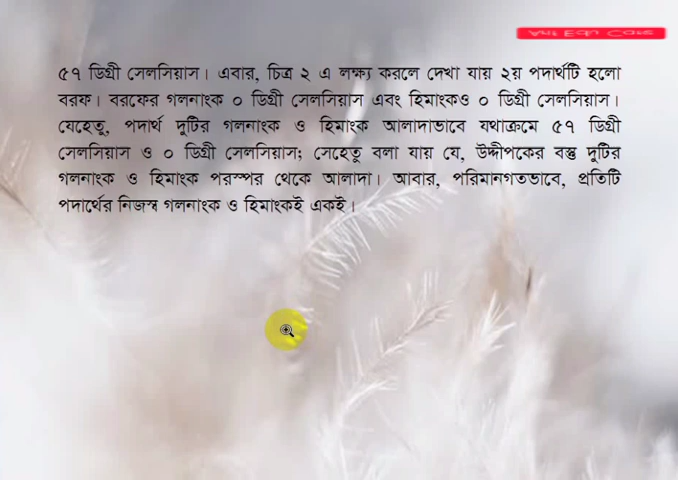 ৫৭ ডিগ্রী সেলসিয়াস। এবার, চিত্র ২ এ লক্ষ্য করলে দেখা যায় ২য় পদার্থটি হলো
বরফ। বরফের গলনাংক ০ ডিগ্রী সেলসিয়াস এবং হিমাংকও ০ ডিগ্রী সেলসিয়াস।
যেহেতু, পদার্থ দুটির গলনাংক ও হিমাংক আলাদাভাবে যথাক্রমে ৫৭ ডিগ্রী
সেলসিয়াস ও ০ ডিগ্রী সেলসিয়াস; সেহেতু বলা যায় যে, উদ্দীপকের বস্তু দুটির
গলনাংক ও হিমাংক পরস্পর থেকে আলাদা। আবার, পরিমানগতভাবে, প্রতিটি
পদার্থের নিজস্ব গলনাংক ও হিমাংকই একই।